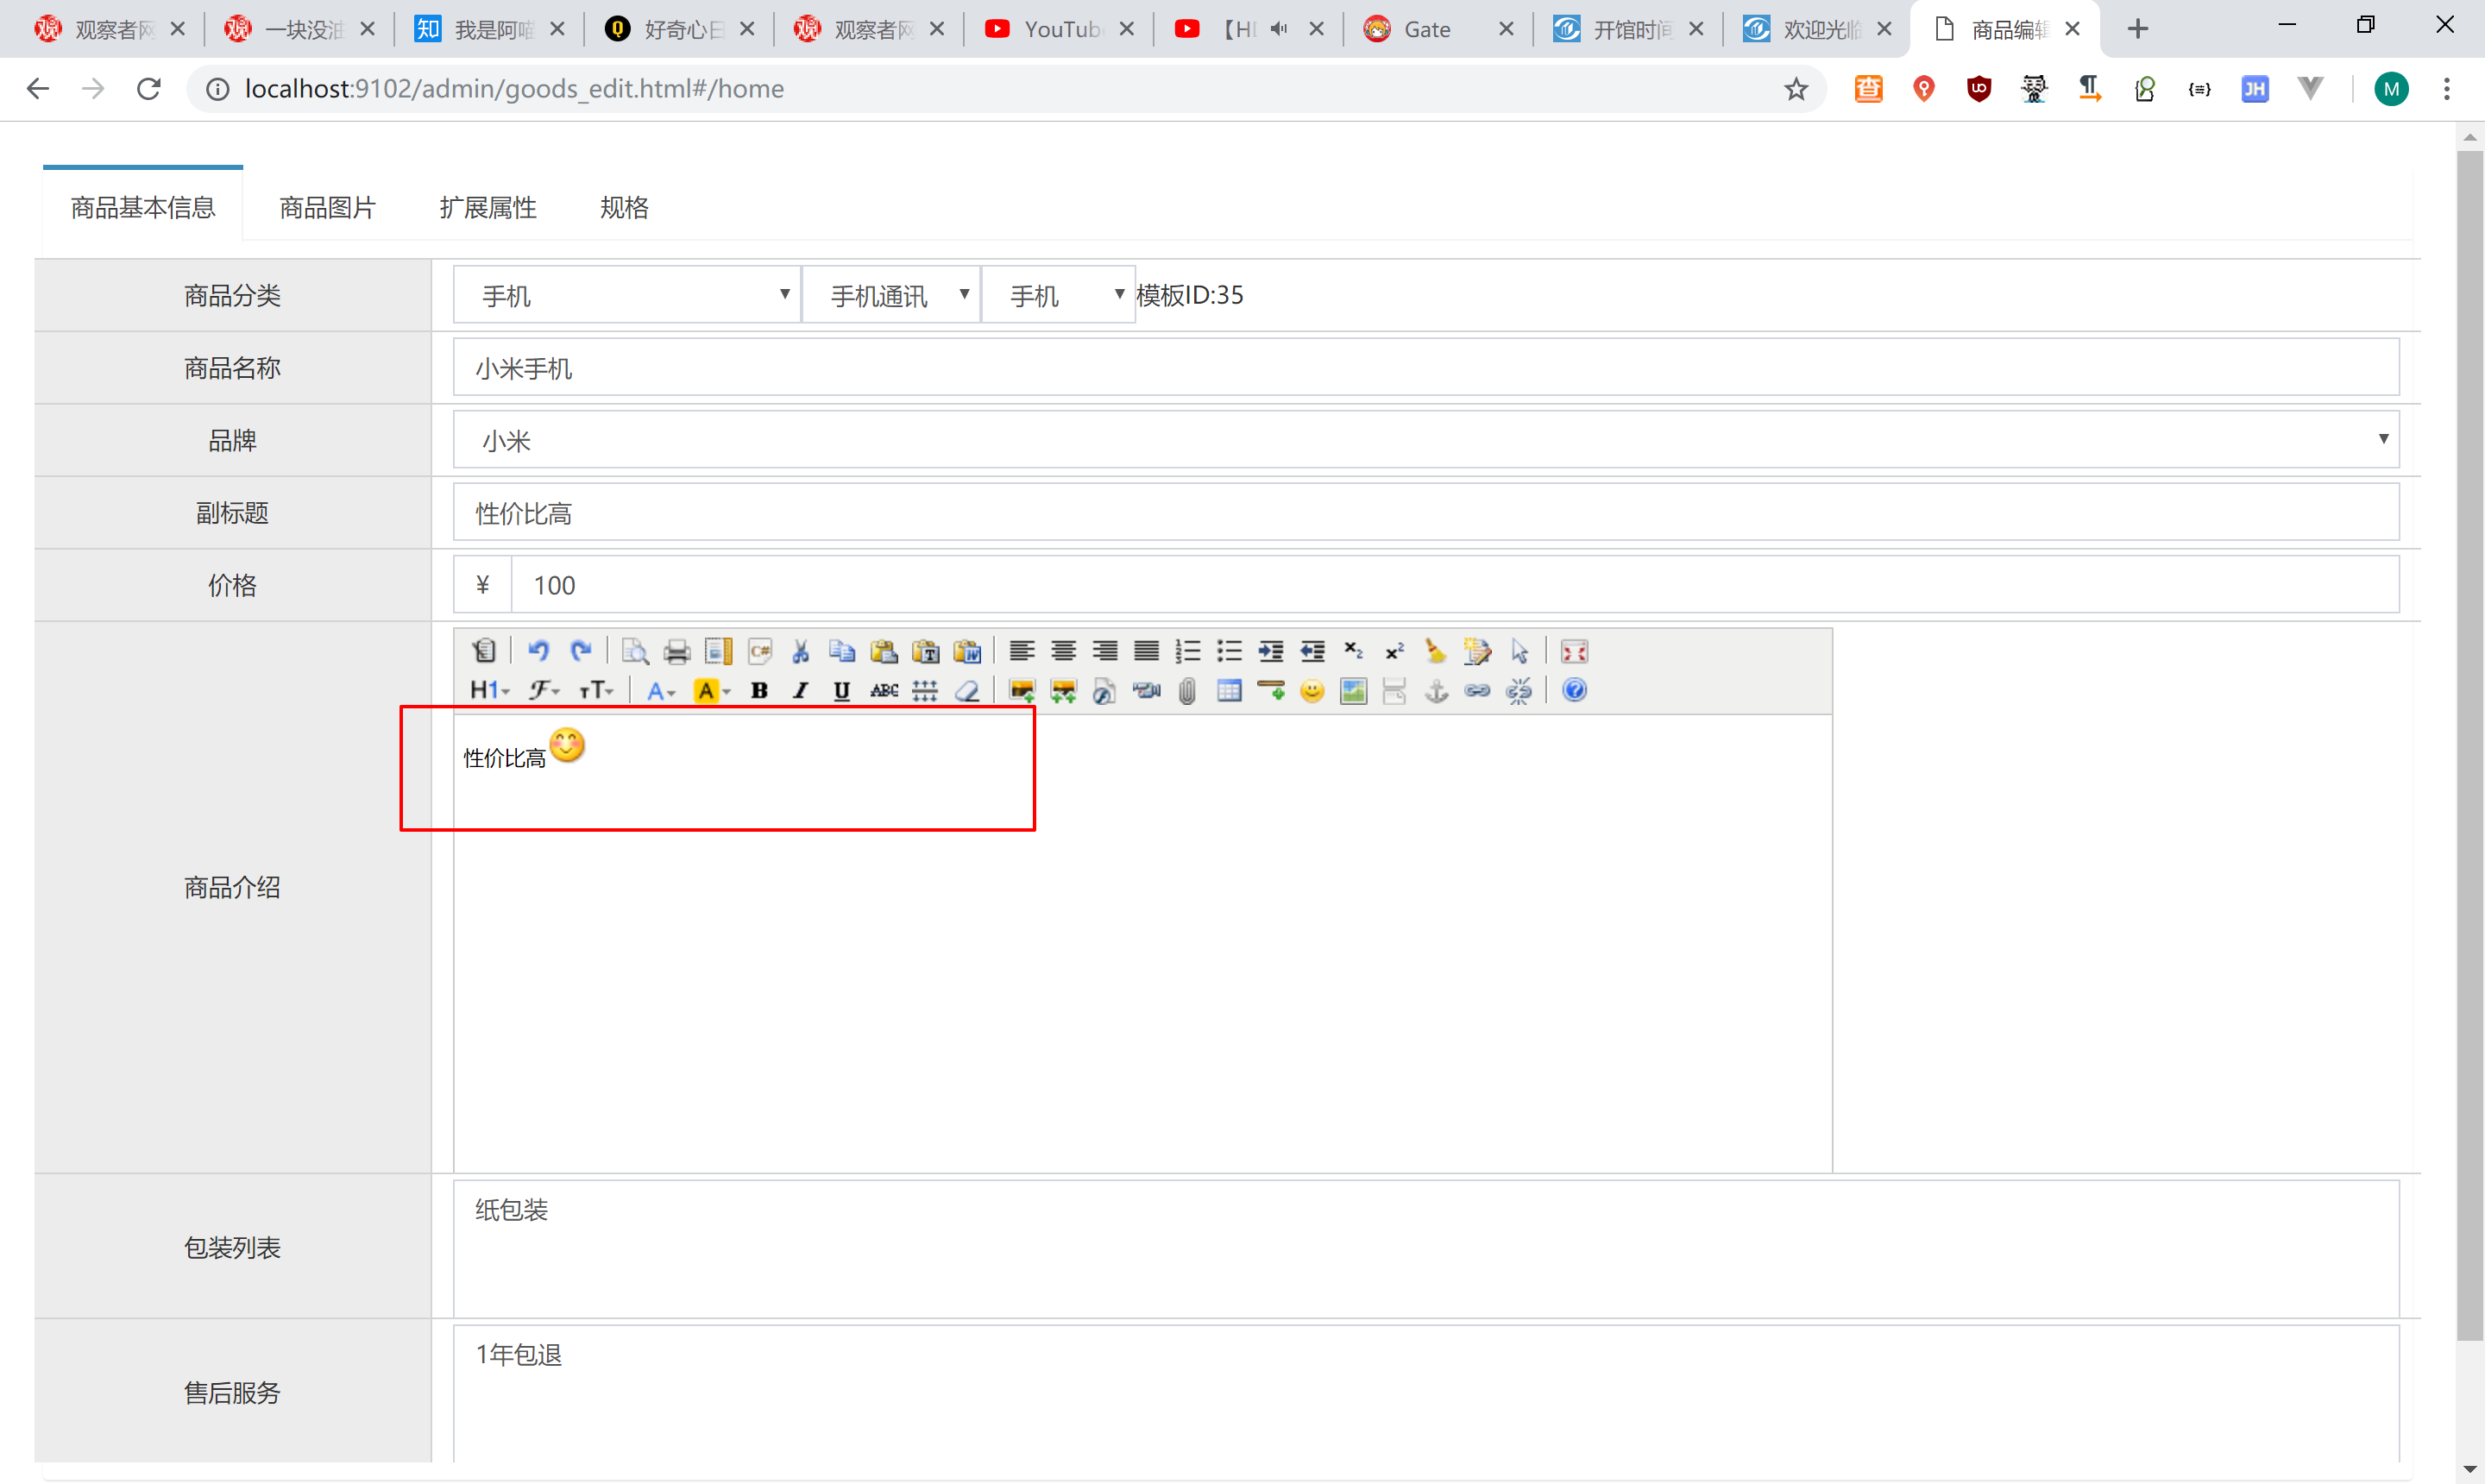 观察者网
一块没油
知
我是阿喵
Q
好奇心日
观察者网
YouTub
【H
Gate
开馆时间
欢迎光临
商品编辑
localhost:9102/admin/goods_edit.html#/home
JH
M
商品基本信息 商品图片 扩展属性 规格
商品分类 手机 手机通讯 手机 模板ID:35
商品名称 小米手机
品牌 小米
副标题 性价比高
价格 ¥ 100
H1 F тT A A B I U ABC
性价比高
商品介绍
包装列表 纸包装
售后服务 1年包退